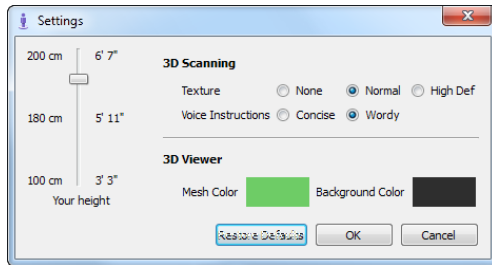 Settings
200 cm 6' 7"
180 cm 5' 11"
100 cm 3' 3"
Your height
3D Scanning
Texture None Normal High Def
Voice Instructions Concise Wordy
3D Viewer
Mesh Color Background Color
Restore Defaults OK Cancel